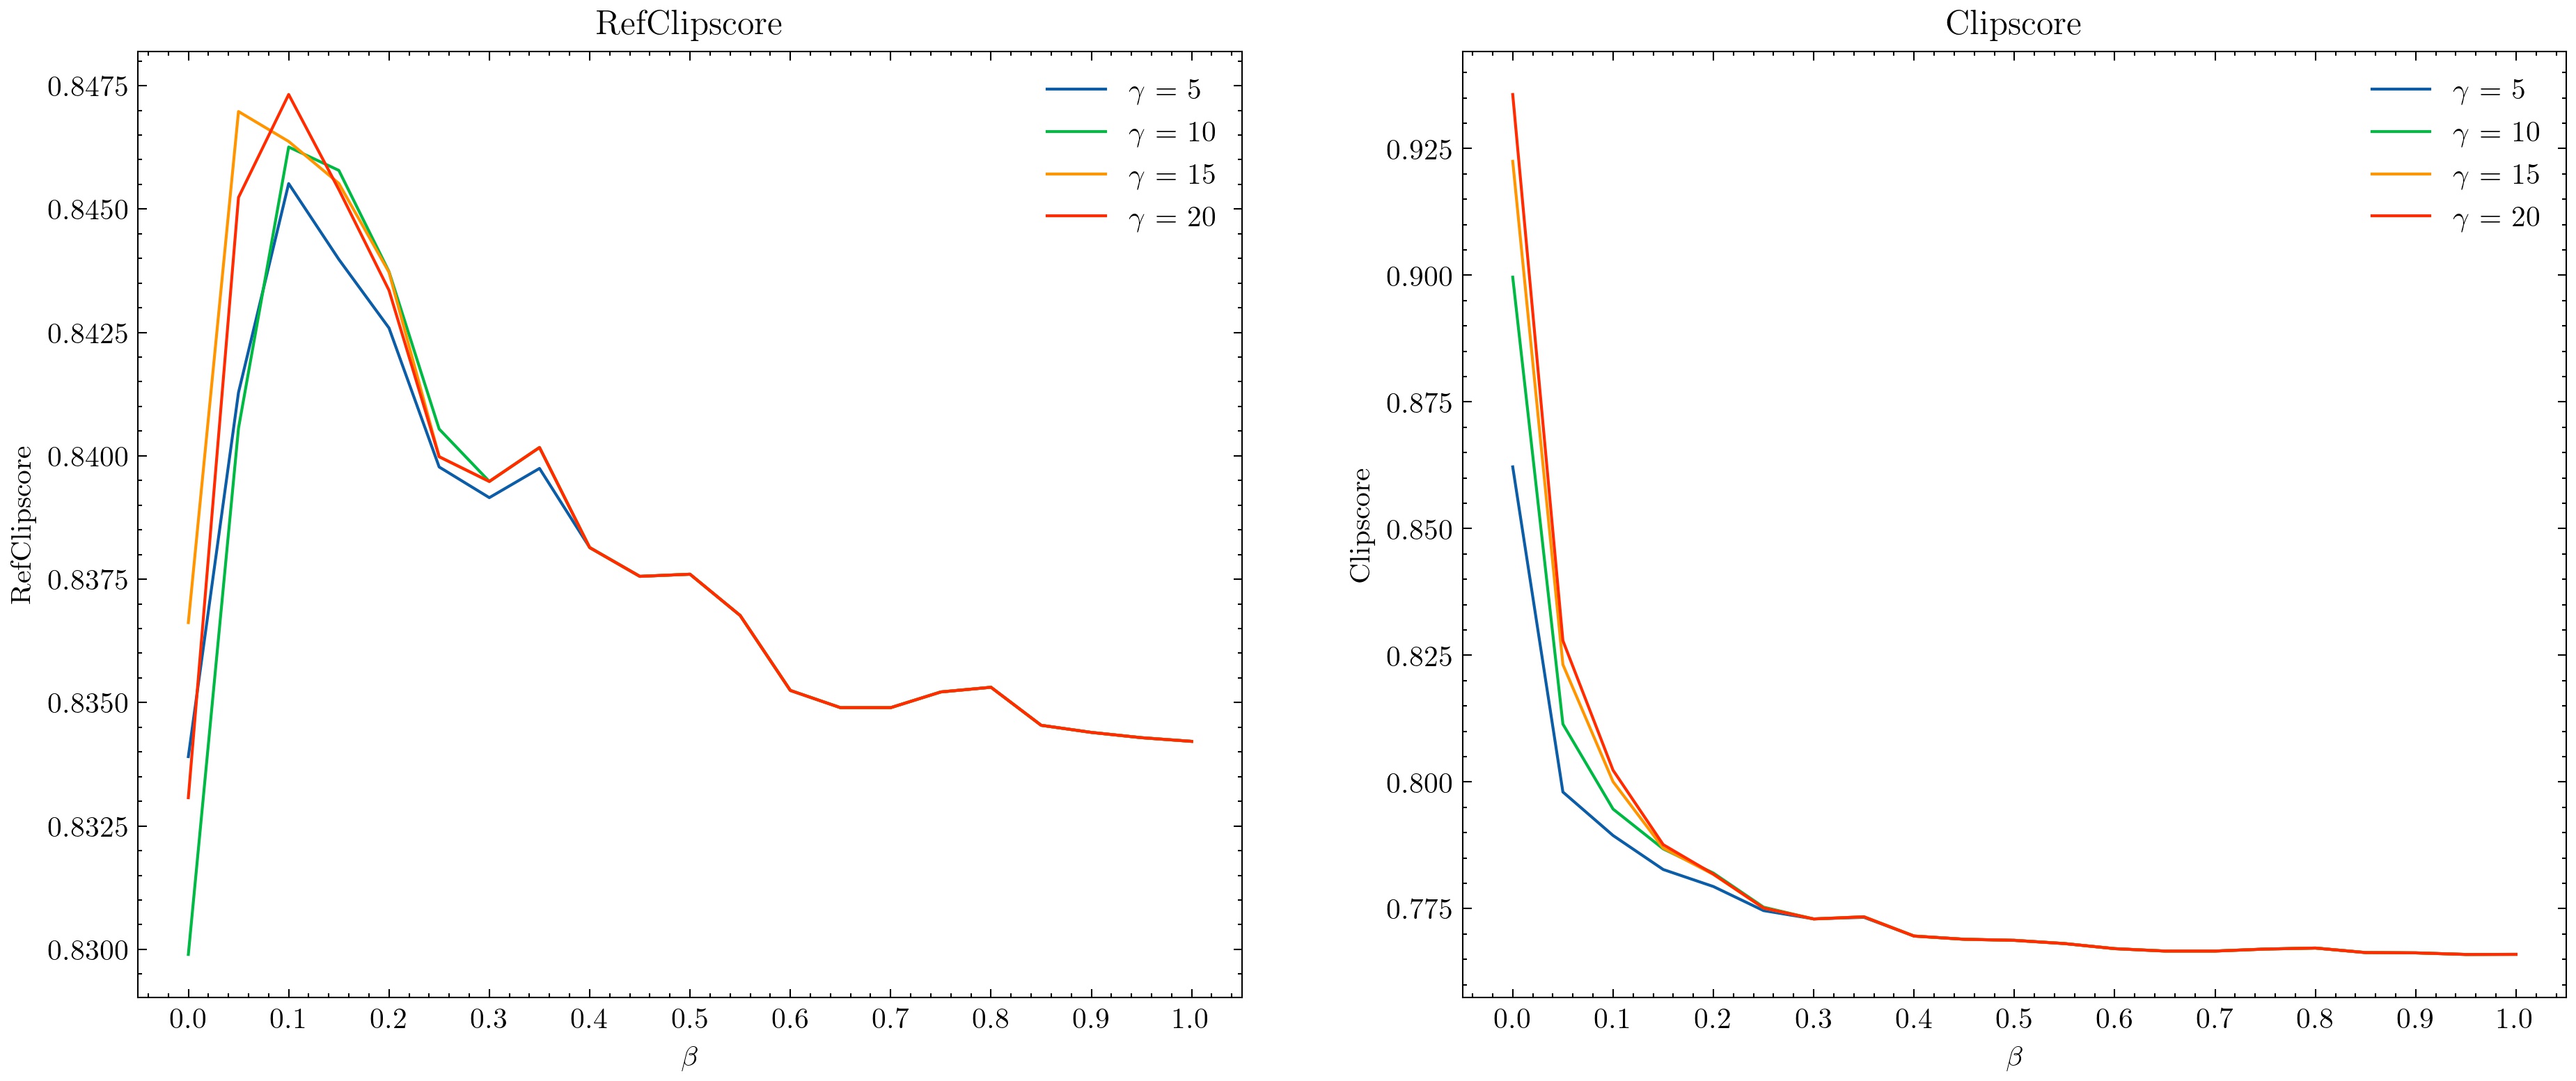 RefClipscore
0.8475
0.8450
0.8425
0.8400
0.8375
0.8350
0.8325
0.8300
RefClipscore
γ = 5
γ = 10
γ = 15
γ = 20
0.0 0.1 0.2 0.3 0.4 0.5 0.6 0.7 0.8 0.9 1.0
β
Clipscore
0.925
0.900
0.875
0.850
0.825
0.800
0.775
Clipscore
γ = 5
γ = 10
γ = 15
γ = 20
0.0 0.1 0.2 0.3 0.4 0.5 0.6 0.7 0.8 0.9 1.0
β